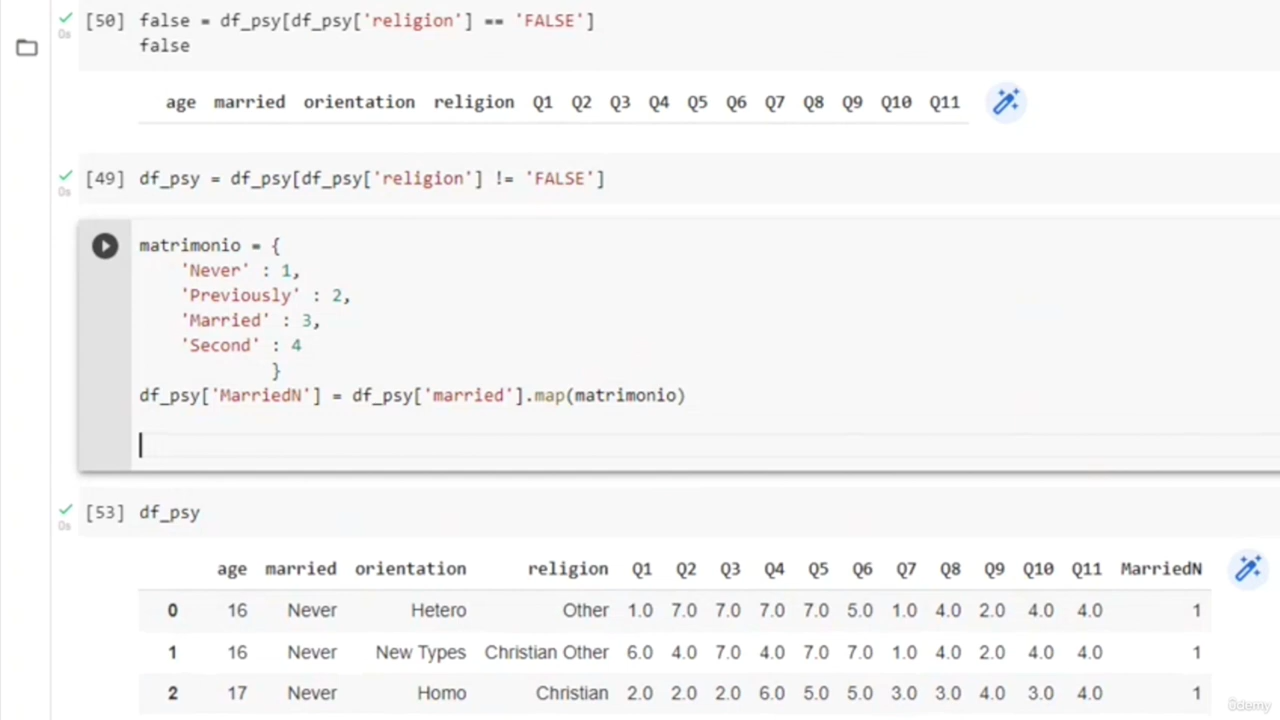 [50] false = df_psy[df_psy['religion'] == 'FALSE']
0s false
age married orientation religion Q1 Q2 Q3 Q4 Q5 Q6 Q7 Q8 Q9 Q10 Q11
[49] df_psy = df_psy[df_psy['religion'] != 'FALSE']
0s
matrimonio = {
'Never' : 1,
'Previously' : 2,
'Married' : 3,
'Second' : 4
}
df_psy['MarriedN'] = df_psy['married'].map(matrimonio)
[53] df_psy
0s
age married orientation religion Q1 Q2 Q3 Q4 Q5 Q6 Q7 Q8 Q9 Q10 Q11 MarriedN
0 16 Never Hetero Other 1.0 7.0 7.0 7.0 7.0 5.0 1.0 4.0 2.0 4.0 4.0 1
1 16 Never New Types Christian Other 6.0 4.0 7.0 4.0 7.0 7.0 1.0 4.0 2.0 4.0 4.0 1
2 17 Never Homo Christian 2.0 2.0 2.0 6.0 5.0 5.0 3.0 3.0 4.0 3.0 4.0 1
ûdemy